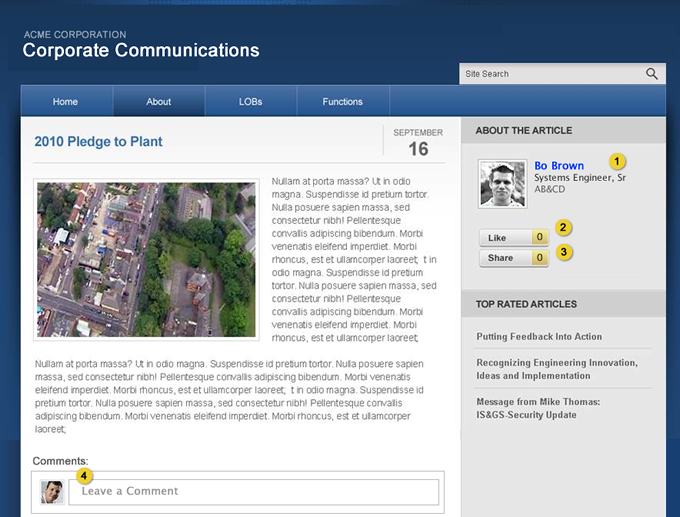 ACME CORPORATION
Corporate Communications
Site Search
Home
About
LOBs
Functions
2010 Pledge to Plant
SEPTEMBER
16
Nullam at porta massa? Ut in odio
magna. Suspendisse id pretium tortor.
Nulla posuere sapien massa, sed
consectetur nibh! Pellentesque
convallis adipiscing bibendum. Morbi
venenatis eleifend imperdiet. Morbi
rhoncus, est et ullamcorper laoreet; t in
odio magna. Suspendisse id pretium
tortor. Nulla posuere sapien massa, sed
consectetur nibh! Pellentesque
convallis adipiscing bibendum. Morbi
venenatis eleifend imperdiet. Morbi
rhoncus, est et ullamcorper laoreet;
Nullam at porta massa? Ut in odio magna. Suspendisse id pretium tortor. Nulla posuere sapien
massa, sed consectetur nibh! Pellentesque convallis adipiscing bibendum. Morbi venenatis
eleifend imperdiet. Morbi rhoncus, est et ullamcorper laoreet; t in odio magna. Suspendisse id
pretium tortor. Nulla posuere sapien massa, sed consectetur nibh! Pellentesque convallis
adipiscing bibendum. Morbi venenatis eleifend imperdiet. Morbi rhoncus, est et ullamcorper
laoreet;
Comments:
4
Leave a Comment
ABOUT THE ARTICLE
1
Bo Brown
Systems Engineer, Sr
AB&CD
Like 0 2
Share 0 3
TOP RATED ARTICLES
Putting Feedback Into Action
Recognizing Engineering Innovation,
Ideas and Implementation
Message from Mike Thomas:
IS&GS-Security Update